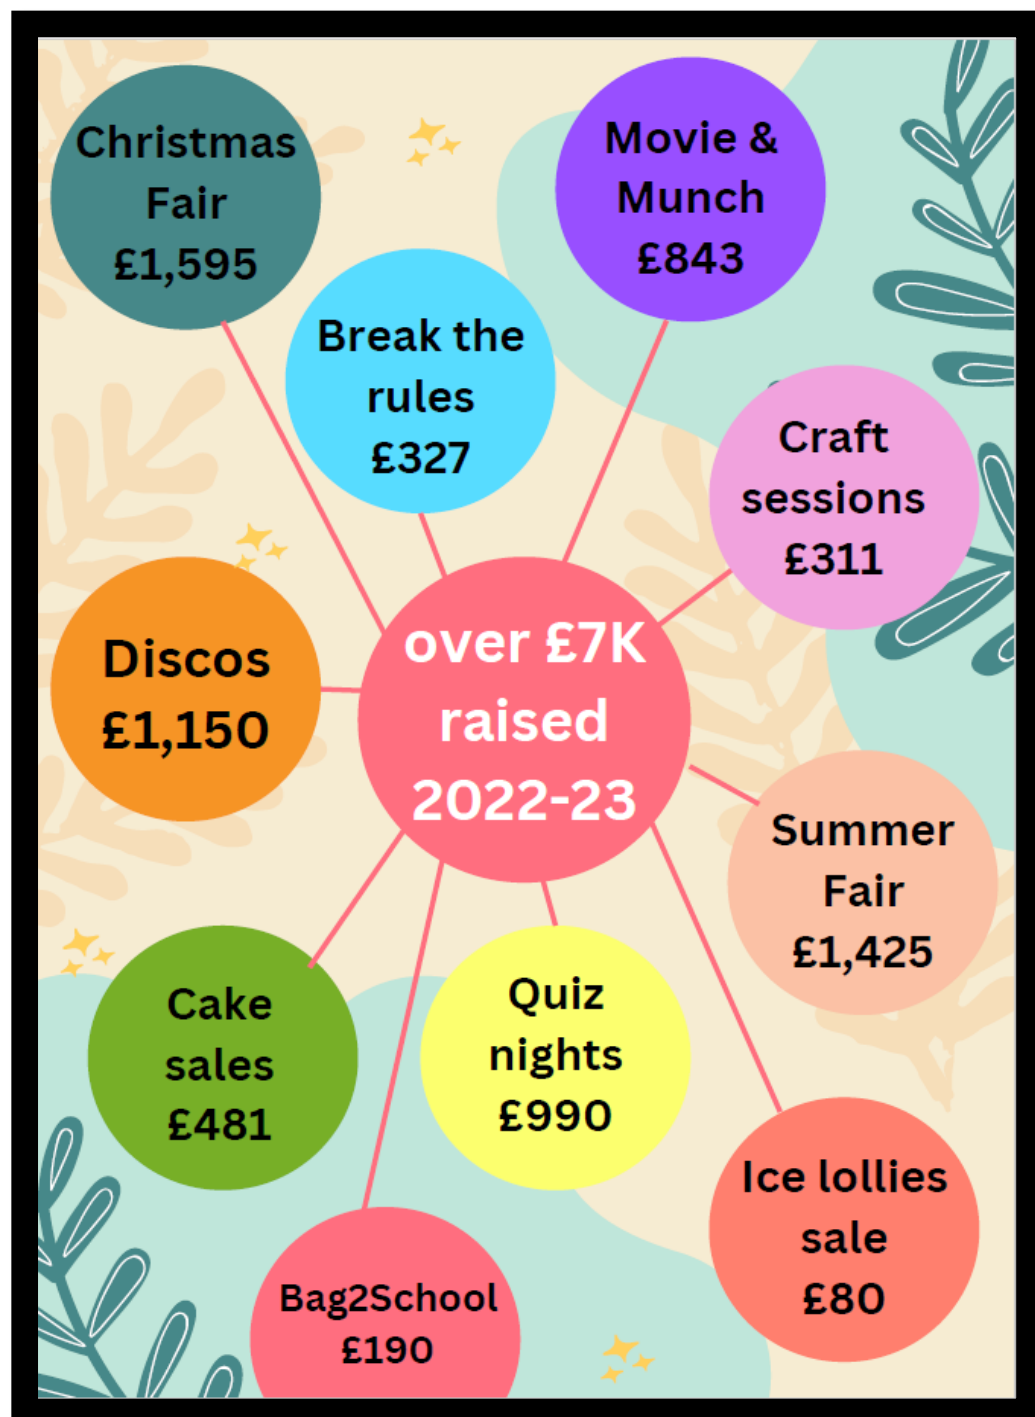 Christmas
Fair
£1,595
Movie &
Munch
£843
Break the
rules
£327
Craft
sessions
£311
over £7K
raised
2022-23
Discos
£1,150
Summer
Fair
£1,425
Cake
sales
£481
Quiz
nights
£990
Ice lollies
sale
£80
Bag2School
£190